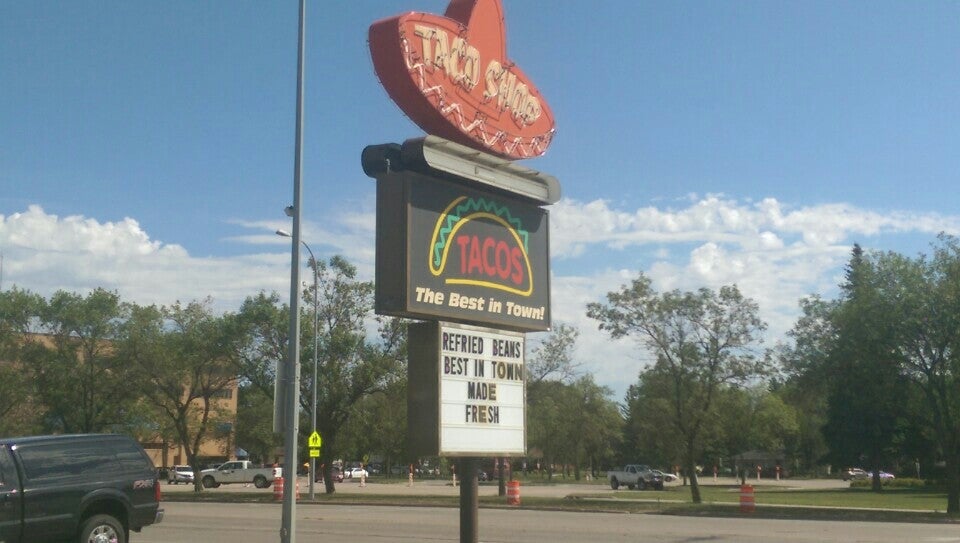 TACO SHOP
TACOS
The Best in Town!
REFRIED BEANS
BEST IN TOWN
MADE
FRESH